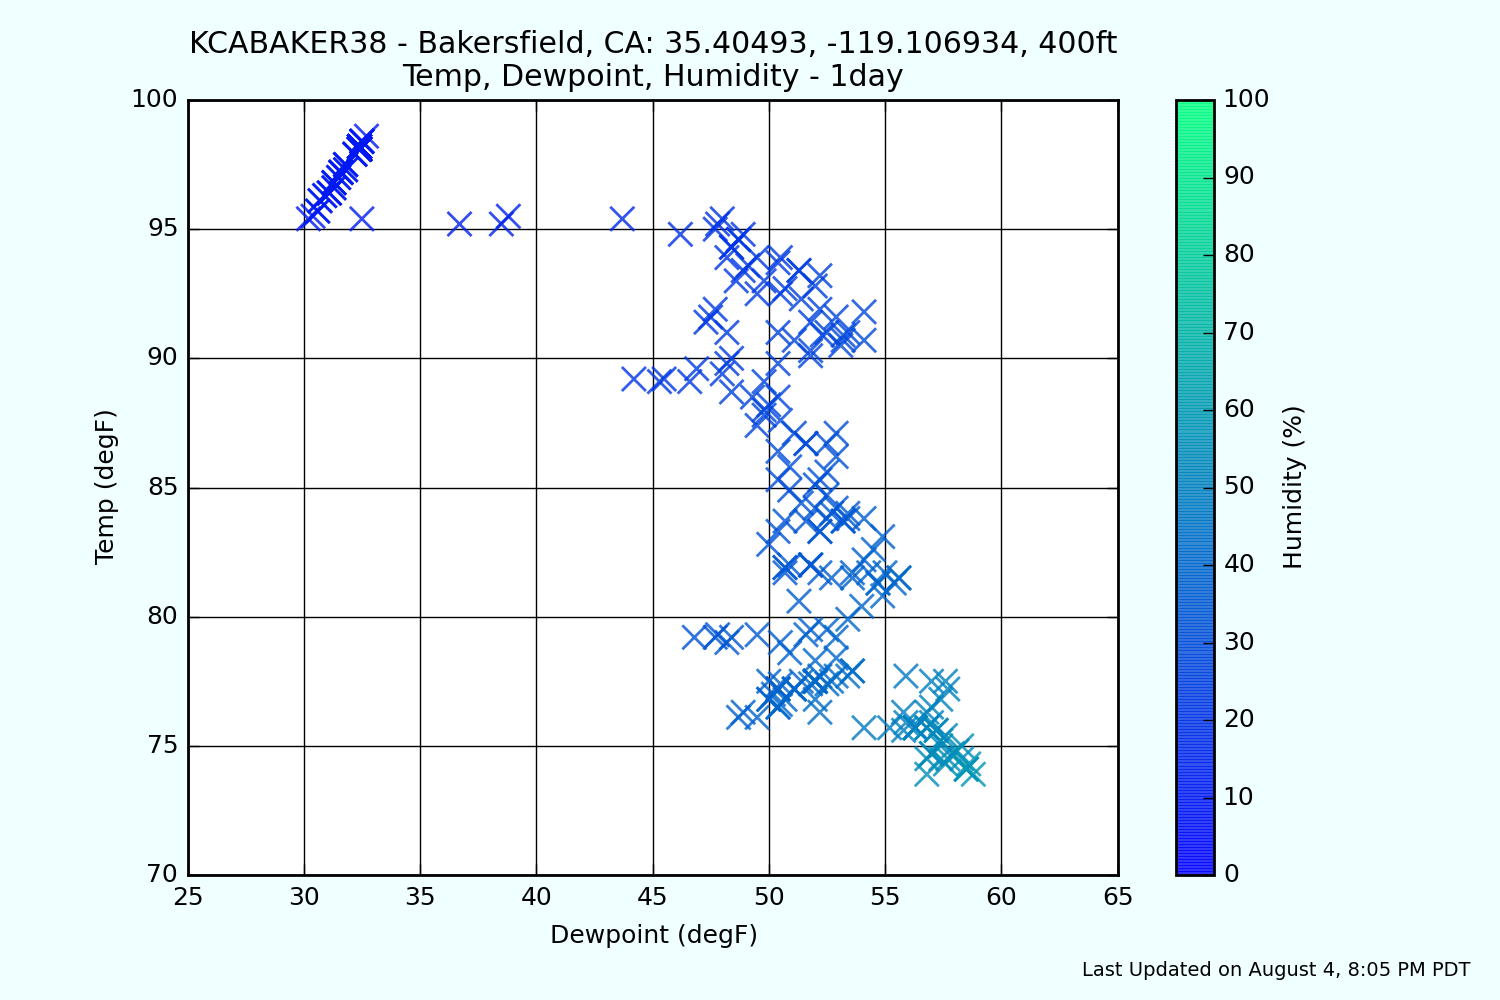 KCABAKER38 - Bakersfield, CA: 35.40493, -119.106934, 400ft
Temp, Dewpoint, Humidity - 1day
100
95
90
85
80
75
70
Temp (degF)
25 30 35 40 45 50 55 60 65
Dewpoint (degF)
100
90
80
70
60
50
40
30
20
10
0
Humidity (%)
Last Updated on August 4, 8:05 PM PDT